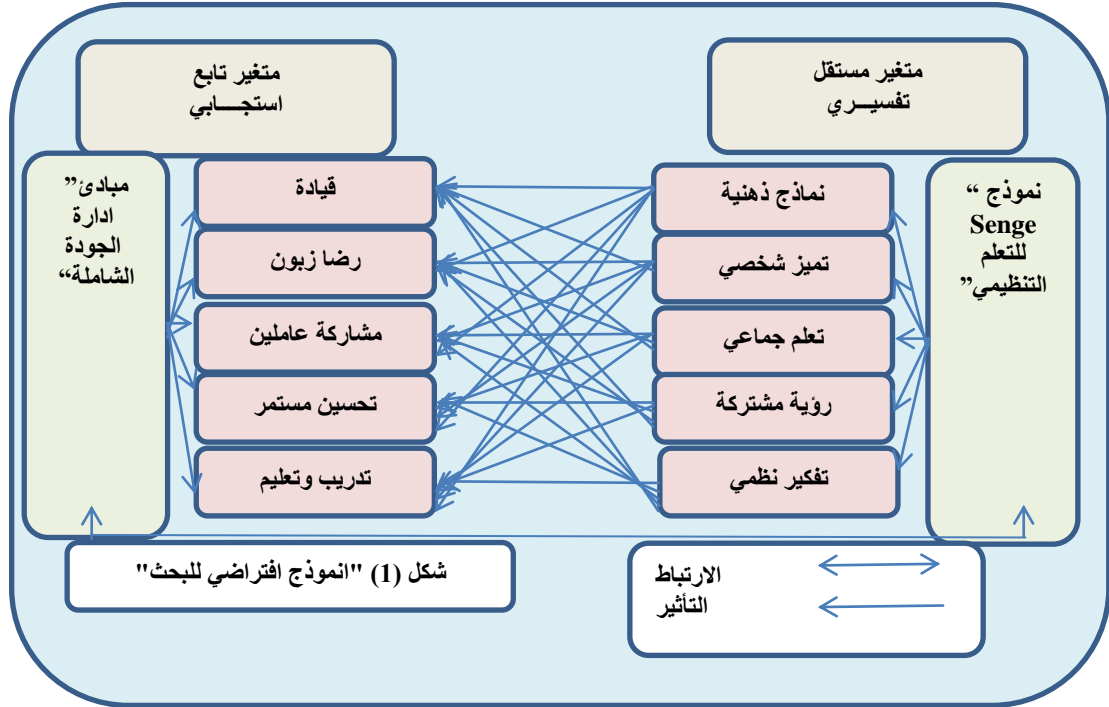 متغير مستقل
تفسيـــري
متغير تابع
استجـــــابي
نموذج “
Senge
للتعلم
التنظيمي”
نماذج ذهنية
تميز شخصي
تعلم جماعي
رؤية مشتركة
تفكير نظمي
قيادة
رضا زبون
مشاركة عاملين
تحسين مستمر
تدريب وتعليم
مبادئ”
ادارة
الجودة
الشاملة“
الارتباط
التأثير
شكل (1) "انموذج افتراضي للبحث"